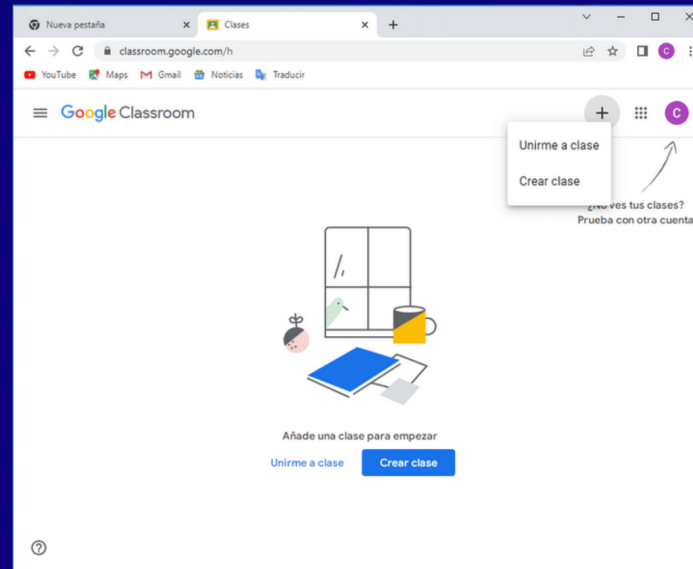 Nueva pestaña
Clases
classroom.google.com/h
YouTube Maps Gmail Noticias Traducir
C
Google Classroom
C
Unirme a clase
Crear clase
¿No ves tus clases?
Prueba con otra cuenta
Añade una clase para empezar
Unirme a clase Crear clase